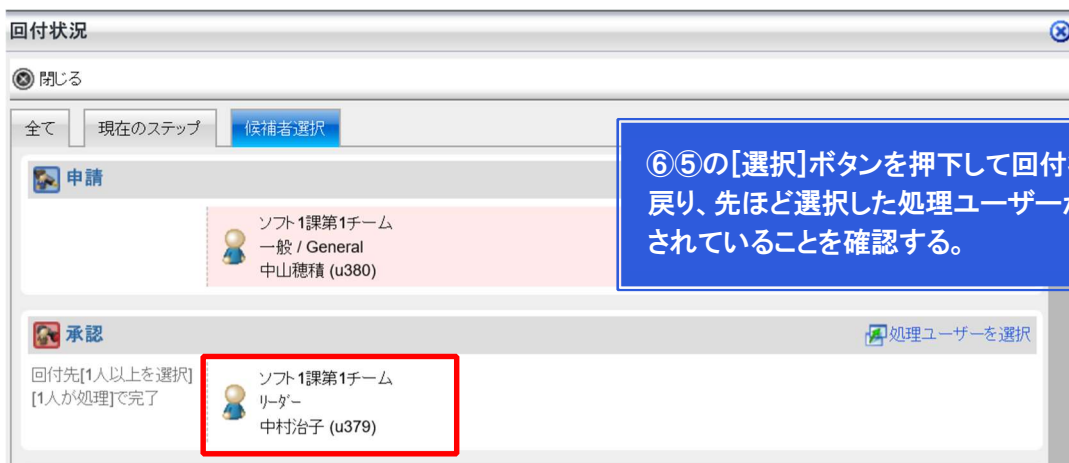 回付状況
閉じる
全て
現在のステップ
候補者選択
⑥⑤の[選択]ボタンを押下して回付
戻り、先ほど選択した処理ユーザー
されていることを確認する。
申請
ソフト1課第1チーム
一般 / General
中山穂積 (u380)
承認
処理ユーザーを選択
回付先[1人以上を選択]
[1人が処理]で完了
ソフト1課第1チーム
リーダー
中村治子 (u379)